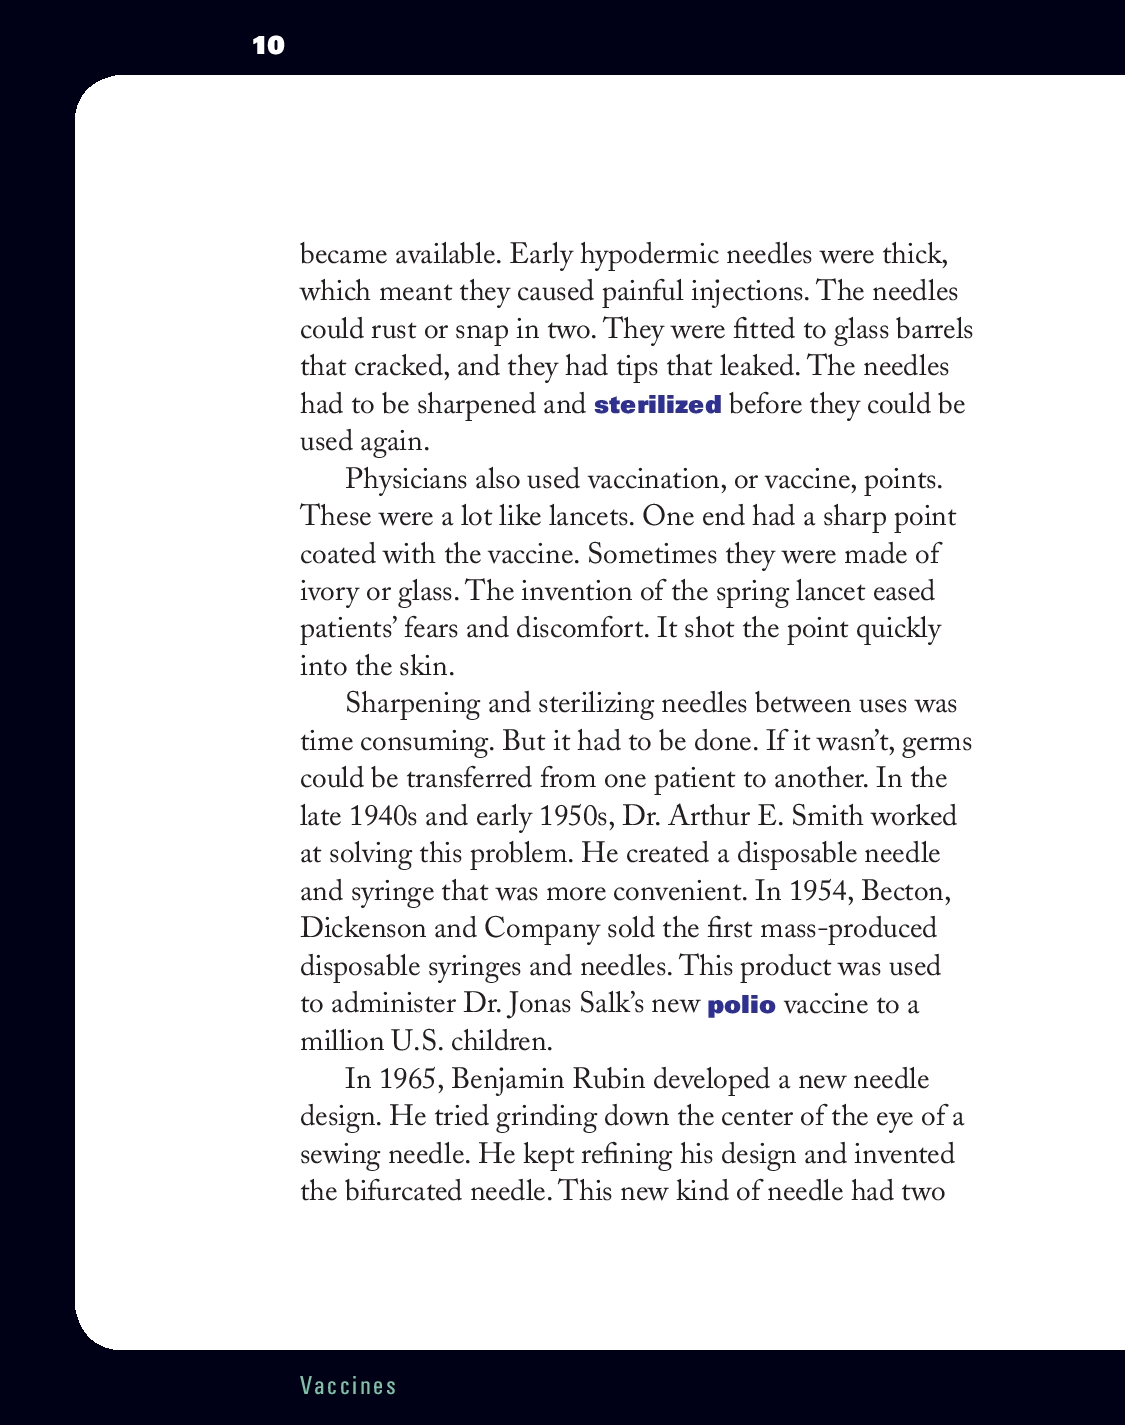 10
became available. Early hypodermic needles were thick,
which meant they caused painful injections. The needles
could rust or snap in two. They were fitted to glass barrels
that cracked, and they had tips that leaked. The needles
had to be sharpened and sterilized before they could be
used again.
Physicians also used vaccination, or vaccine, points.
These were a lot like lancets. One end had a sharp point
coated with the vaccine. Sometimes they were made of
ivory or glass. The invention of the spring lancet eased
patients’ fears and discomfort. It shot the point quickly
into the skin.
Sharpening and sterilizing needles between uses was
time consuming. But it had to be done. If it wasn’t, germs
could be transferred from one patient to another. In the
late 1940s and early 1950s, Dr. Arthur E. Smith worked
at solving this problem. He created a disposable needle
and syringe that was more convenient. In 1954, Becton,
Dickenson and Company sold the first mass-produced
disposable syringes and needles. This product was used
to administer Dr. Jonas Salk’s new polio vaccine to a
million U.S. children.
In 1965, Benjamin Rubin developed a new needle
design. He tried grinding down the center of the eye of a
sewing needle. He kept refining his design and invented
the bifurcated needle. This new kind of needle had two
Vaccines